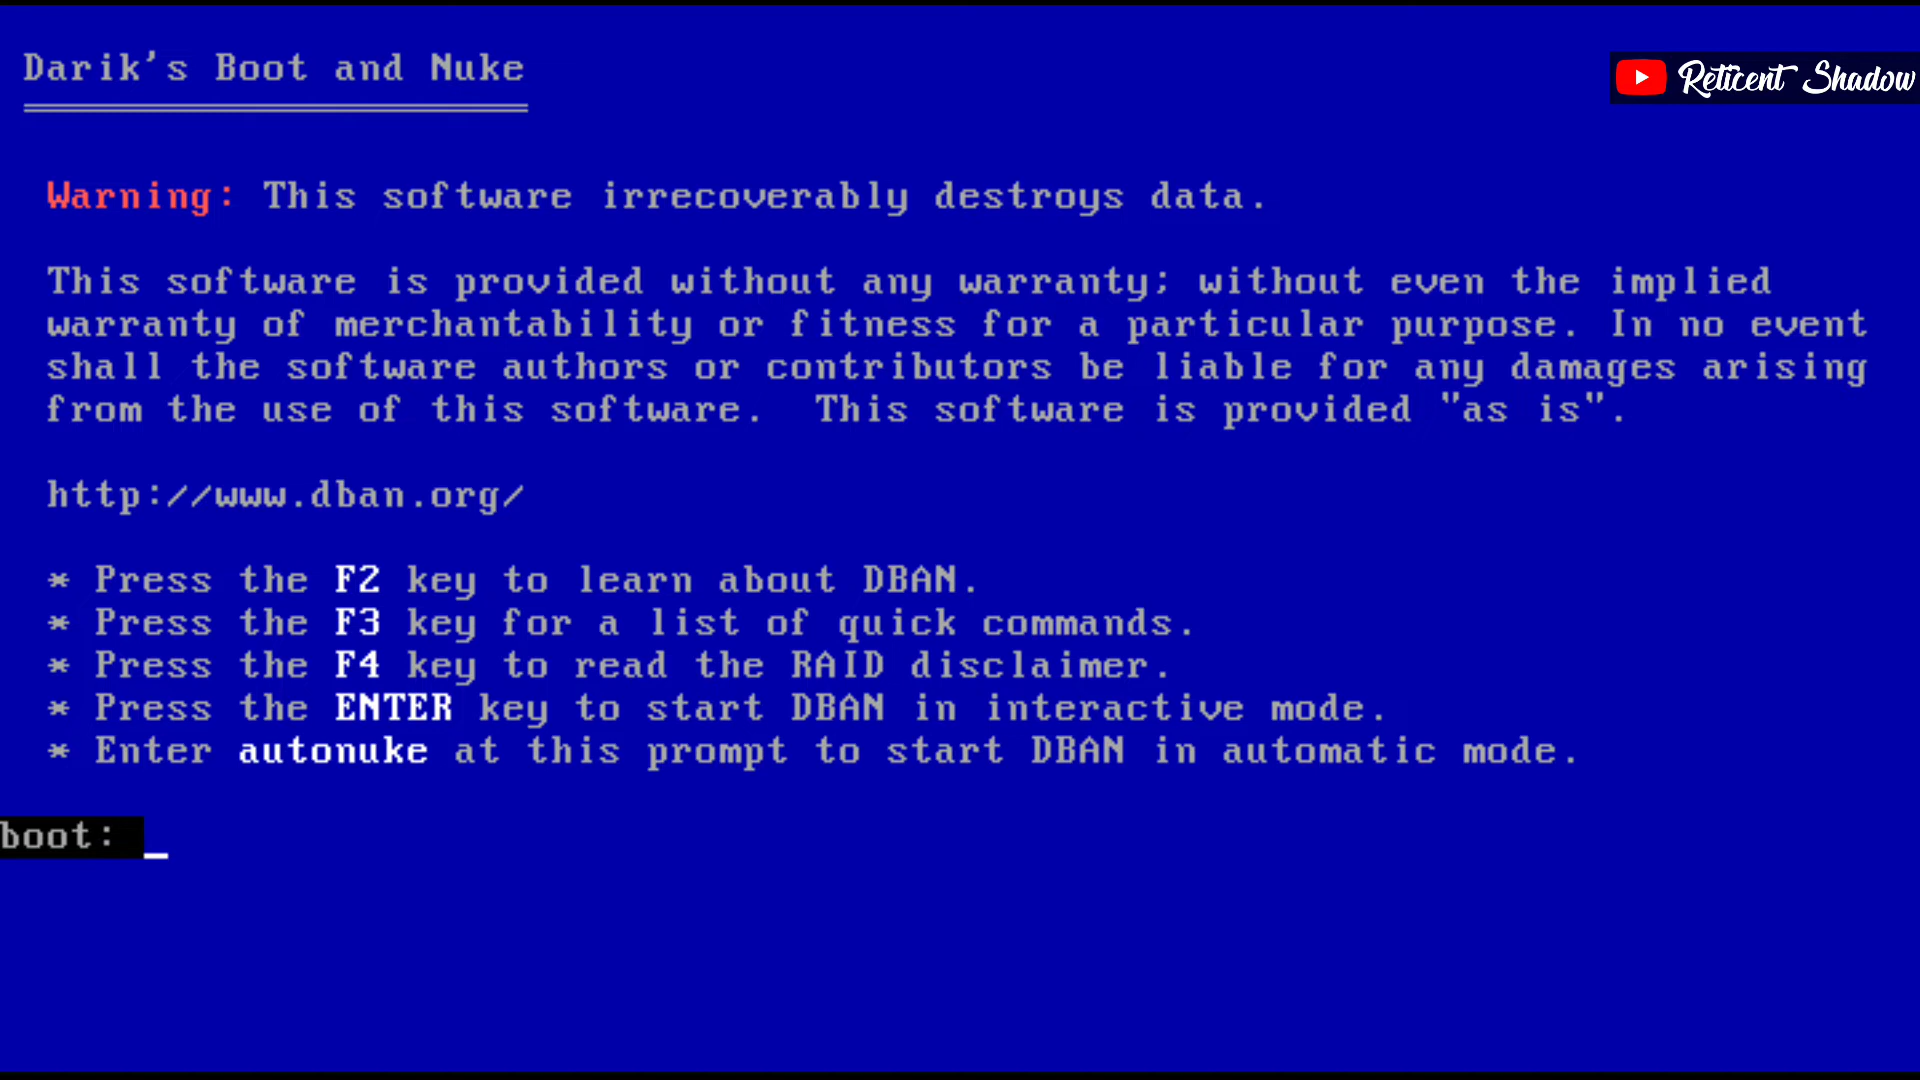 Darik's Boot and Nuke
Reticent Shadow
Warning: This software irrecoverably destroys data.
This software is provided without any warranty; without even the implied
warranty of merchantability or fitness for a particular purpose. In no event
shall the software authors or contributors be liable for any damages arising
from the use of this software.  This software is provided "as is".
http://www.dban.org/
* Press the F2 key to learn about DBAN.
* Press the F3 key for a list of quick commands.
* Press the F4 key to read the RAID disclaimer.
* Press the ENTER key to start DBAN in interactive mode.
* Enter autonuke at this prompt to start DBAN in automatic mode.
boot: _